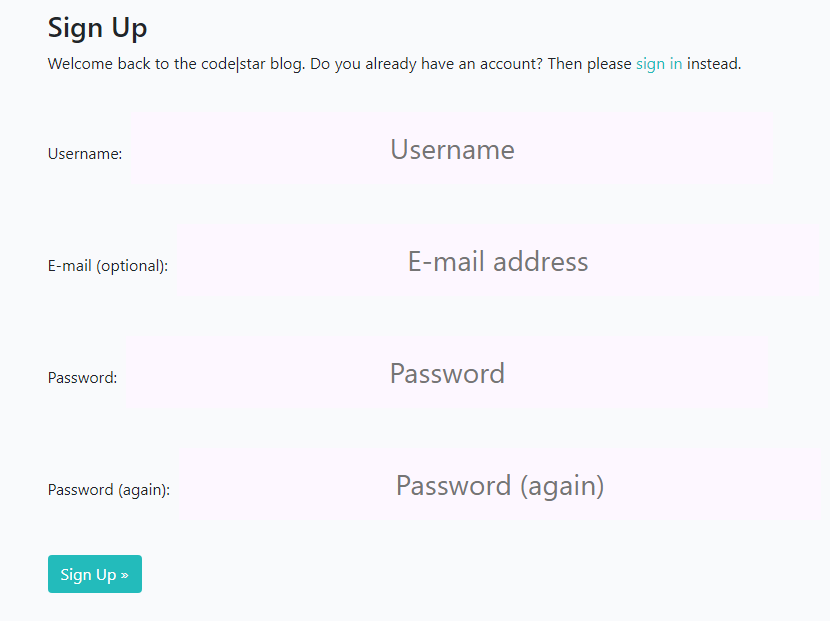 Sign Up
Welcome back to the code|star blog. Do you already have an account? Then please sign in instead.
Username: Username
E-mail (optional): E-mail address
Password: Password
Password (again): Password (again)
Sign Up »